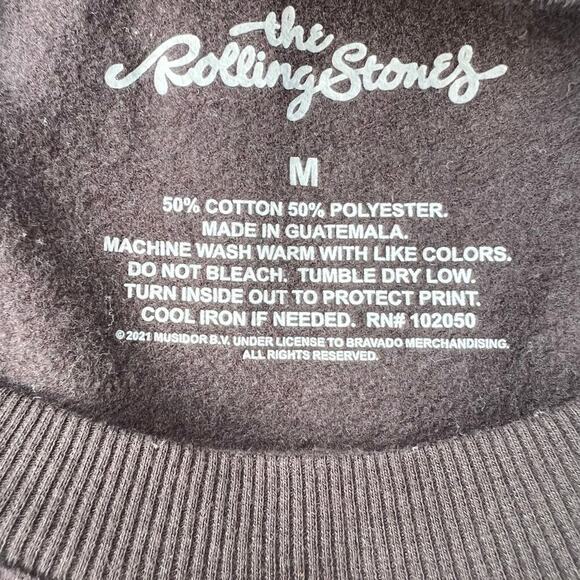 the
Rolling Stones
M
50% COTTON 50% POLYESTER.
MADE IN GUATEMALA.
MACHINE WASH WARM WITH LIKE COLORS.
DO NOT BLEACH. TUMBLE DRY LOW.
TURN INSIDE OUT TO PROTECT PRINT.
COOL IRON IF NEEDED. RN# 102050
© 2021 MUSIDOR B.V. UNDER LICENSE TO BRAVADO MERCHANDISING.
ALL RIGHTS RESERVED.